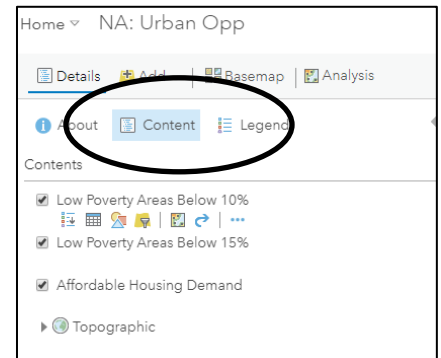 Home NA: Urban Opp
Details Add Basemap Analysis
About Content Legend
Contents
Low Poverty Areas Below 10%
Low Poverty Areas Below 15%
Affordable Housing Demand
Topographic